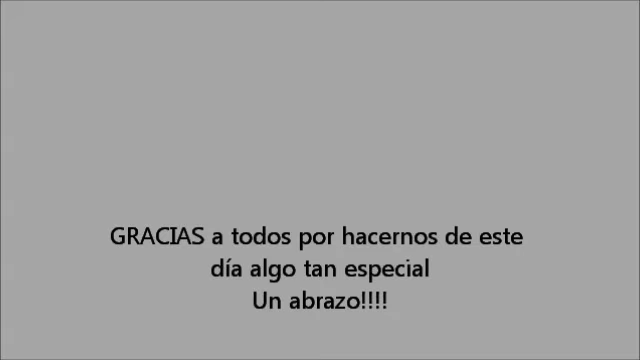 GRACIAS a todos por hacernos de este
día algo tan especial
Un abrazo!!!!